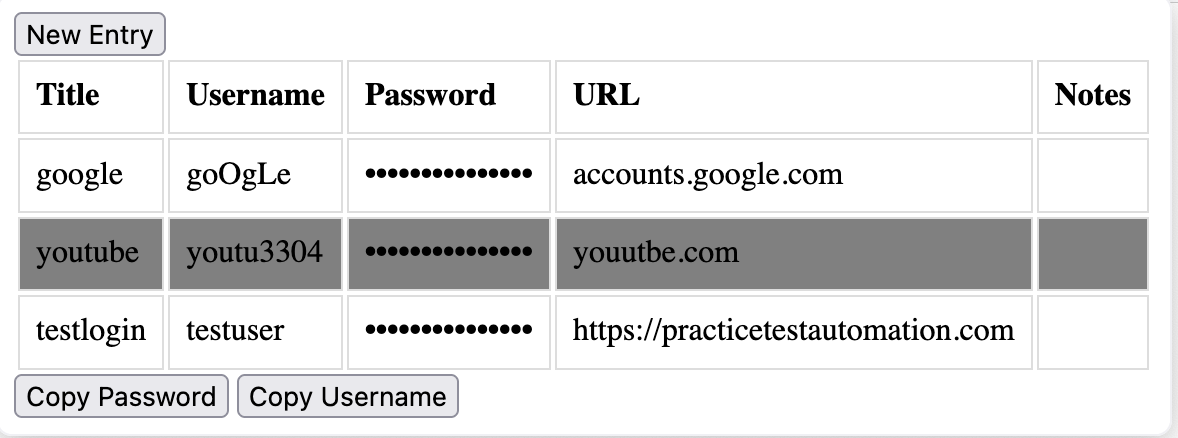 New Entry
Title Username Password URL Notes
google goOgLe ••••••••••••••• accounts.google.com
youtube youtu3304 ••••••••••••••• youutbe.com
testlogin testuser ••••••••••••••• https://practicetestautomation.com
Copy Password Copy Username